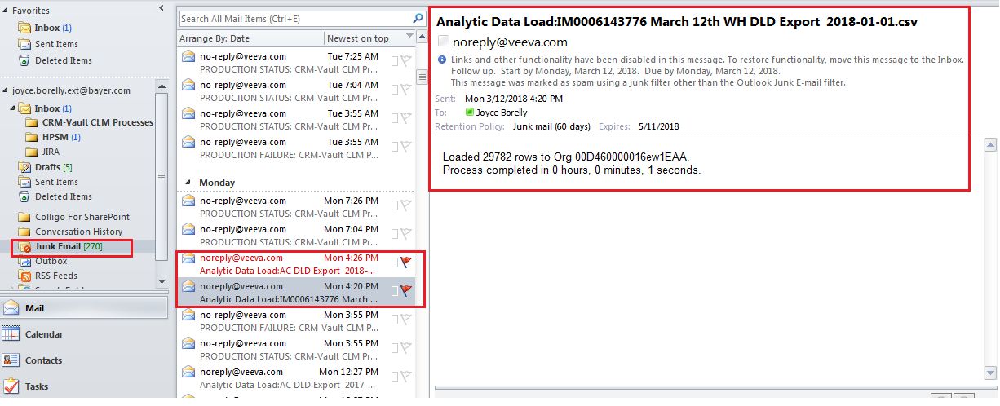 Favorites
Inbox (1)
Sent Items
Deleted Items
joyce.borelly.ext@bayer.com
Inbox (1)
CRM-Vault CLM Processes
HPSM (1)
JIRA
Drafts [5]
Sent Items
Deleted Items
Colligo For SharePoint
Conversation History
Junk Email [270]
Outbox
RSS Feeds
Mail
Calendar
Contacts
Tasks
Search All Mail Items (Ctrl+E)
Arrange By: Date Newest on top
no-reply@veeva.com Tue 7:25 AM
PRODUCTION STATUS: CRM-Vault CLM Pr...
no-reply@veeva.com Tue 7:04 AM
PRODUCTION STATUS: CRM-Vault CLM Pr...
no-reply@veeva.com Tue 3:55 AM
PRODUCTION STATUS: CRM-Vault CLM Pr...
no-reply@veeva.com Tue 3:55 AM
PRODUCTION FAILURE: CRM-Vault CLM P...
Monday
no-reply@veeva.com Mon 7:26 PM
PRODUCTION STATUS: CRM-Vault CLM Pr...
no-reply@veeva.com Mon 7:04 PM
PRODUCTION STATUS: CRM-Vault CLM Pr...
noreply@veeva.com Mon 4:26 PM
Analytic Data Load:AC DLD Export 2018-...
noreply@veeva.com Mon 4:20 PM
Analytic Data Load:IM0006143776 March ...
no-reply@veeva.com Mon 3:55 PM
PRODUCTION FAILURE: CRM-Vault CLM P...
no-reply@veeva.com Mon 3:55 PM
PRODUCTION STATUS: CRM-Vault CLM Pr...
noreply@veeva.com Mon 12:27 PM
Analytic Data Load:AC DLD Export 2017-...
Analytic Data Load:IM0006143776 March 12th WH DLD Export 2018-01-01.csv
noreply@veeva.com
Links and other functionality have been disabled in this message. To restore functionality, move this message to the Inbox.
Follow up. Start by Monday, March 12, 2018. Due by Monday, March 12, 2018.
This message was marked as spam using a junk filter other than the Outlook Junk E-mail filter.
Sent: Mon 3/12/2018 4:20 PM
To: Joyce Borelly
Retention Policy: Junk mail (60 days) Expires: 5/11/2018
Loaded 29782 rows to Org 00D460000016ew1EAA.
Process completed in 0 hours, 0 minutes, 1 seconds.